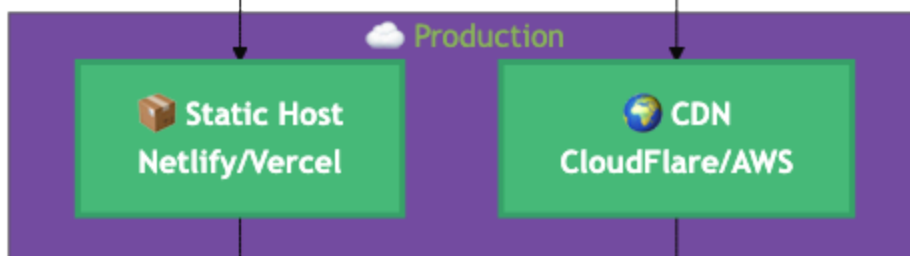 ☁️ Production
📦 Static Host
Netlify/Vercel
🌍 CDN
CloudFlare/AWS